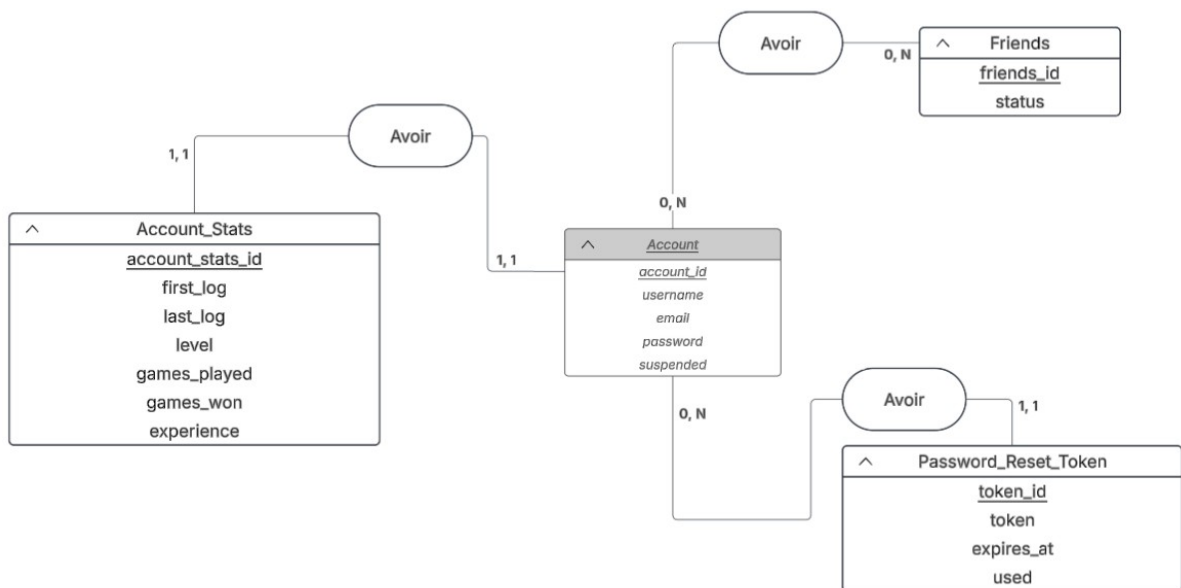 Avoir
0, N
Friends
friends_id
status
Avoir
1, 1
0, N
1, 1
Account_Stats
account_stats_id
first_log
last_log
level
games_played
games_won
experience
Account
account_id
username
email
password
suspended
0, N
Avoir
1, 1
Password_Reset_Token
token_id
token
expires_at
used